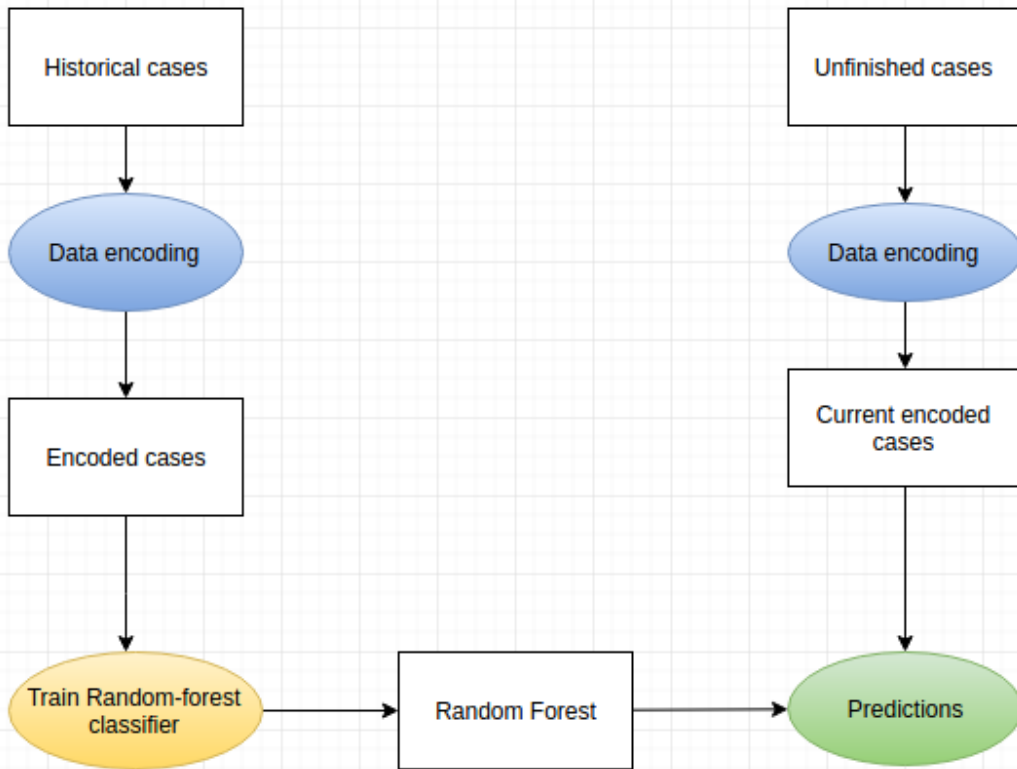 Historical cases
Unfinished cases
Data encoding
Data encoding
Encoded cases
Current encoded
cases
Train Random-forest
classifier
Random Forest
Predictions